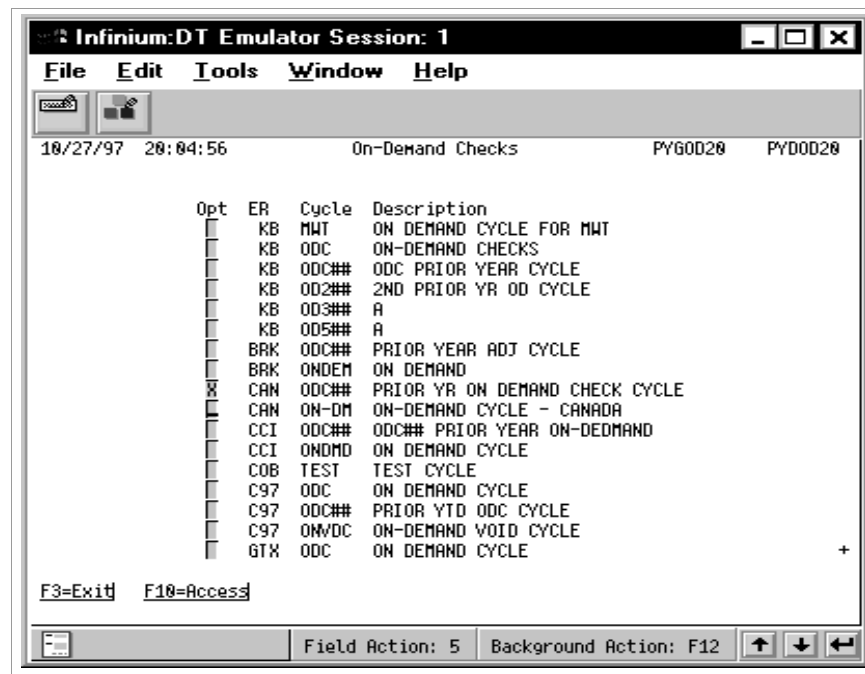 Infinium:DT Emulator Session: 1
File Edit Tools Window Help
10/27/97 20:04:56 On-Demand Checks PYGOD20 PYDOD20
Opt ER Cycle Description
KB MWT ON DEMAND CYCLE FOR MWT
KB ODC ON-DEMAND CHECKS
KB ODC## ODC PRIOR YEAR CYCLE
KB OD2## 2ND PRIOR YR OD CYCLE
KB OD3## A
KB OD5## A
BRK ODC## PRIOR YEAR ADJ CYCLE
BRK ONDEM ON DEMAND
X CAN ODC## PRIOR YR ON DEMAND CHECK CYCLE
CAN ON-DM ON-DEMAND CYCLE - CANADA
CCI ODC## ODC## PRIOR YEAR ON-DEDMAND
CCI ONDMD ON DEMAND CYCLE
COB TEST TEST CYCLE
C97 ODC ON DEMAND CYCLE
C97 ODC## PRIOR YTD ODC CYCLE
C97 ONVDC ON-DEMAND VOID CYCLE
GTX ODC ON DEMAND CYCLE +
F3=Exit F10=Access
Field Action: 5 Background Action: F12